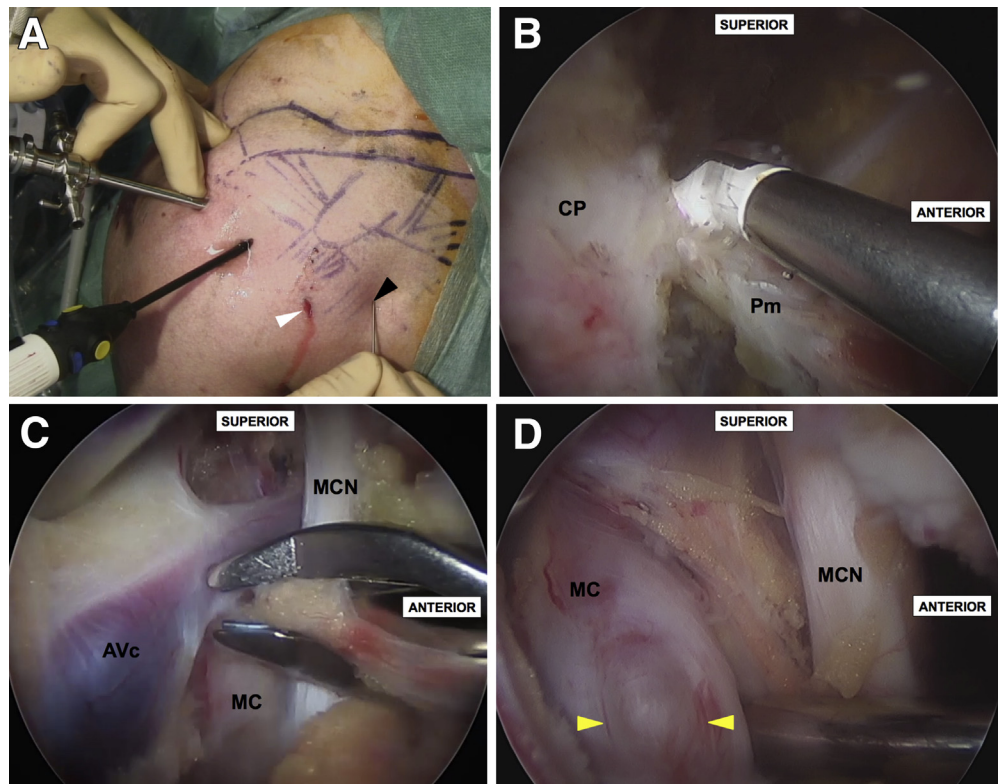 A
B
SUPERIOR
CP
ANTERIOR
Pm
C
SUPERIOR
MCN
ANTERIOR
AVc
MC
D
SUPERIOR
MC
MCN
ANTERIOR